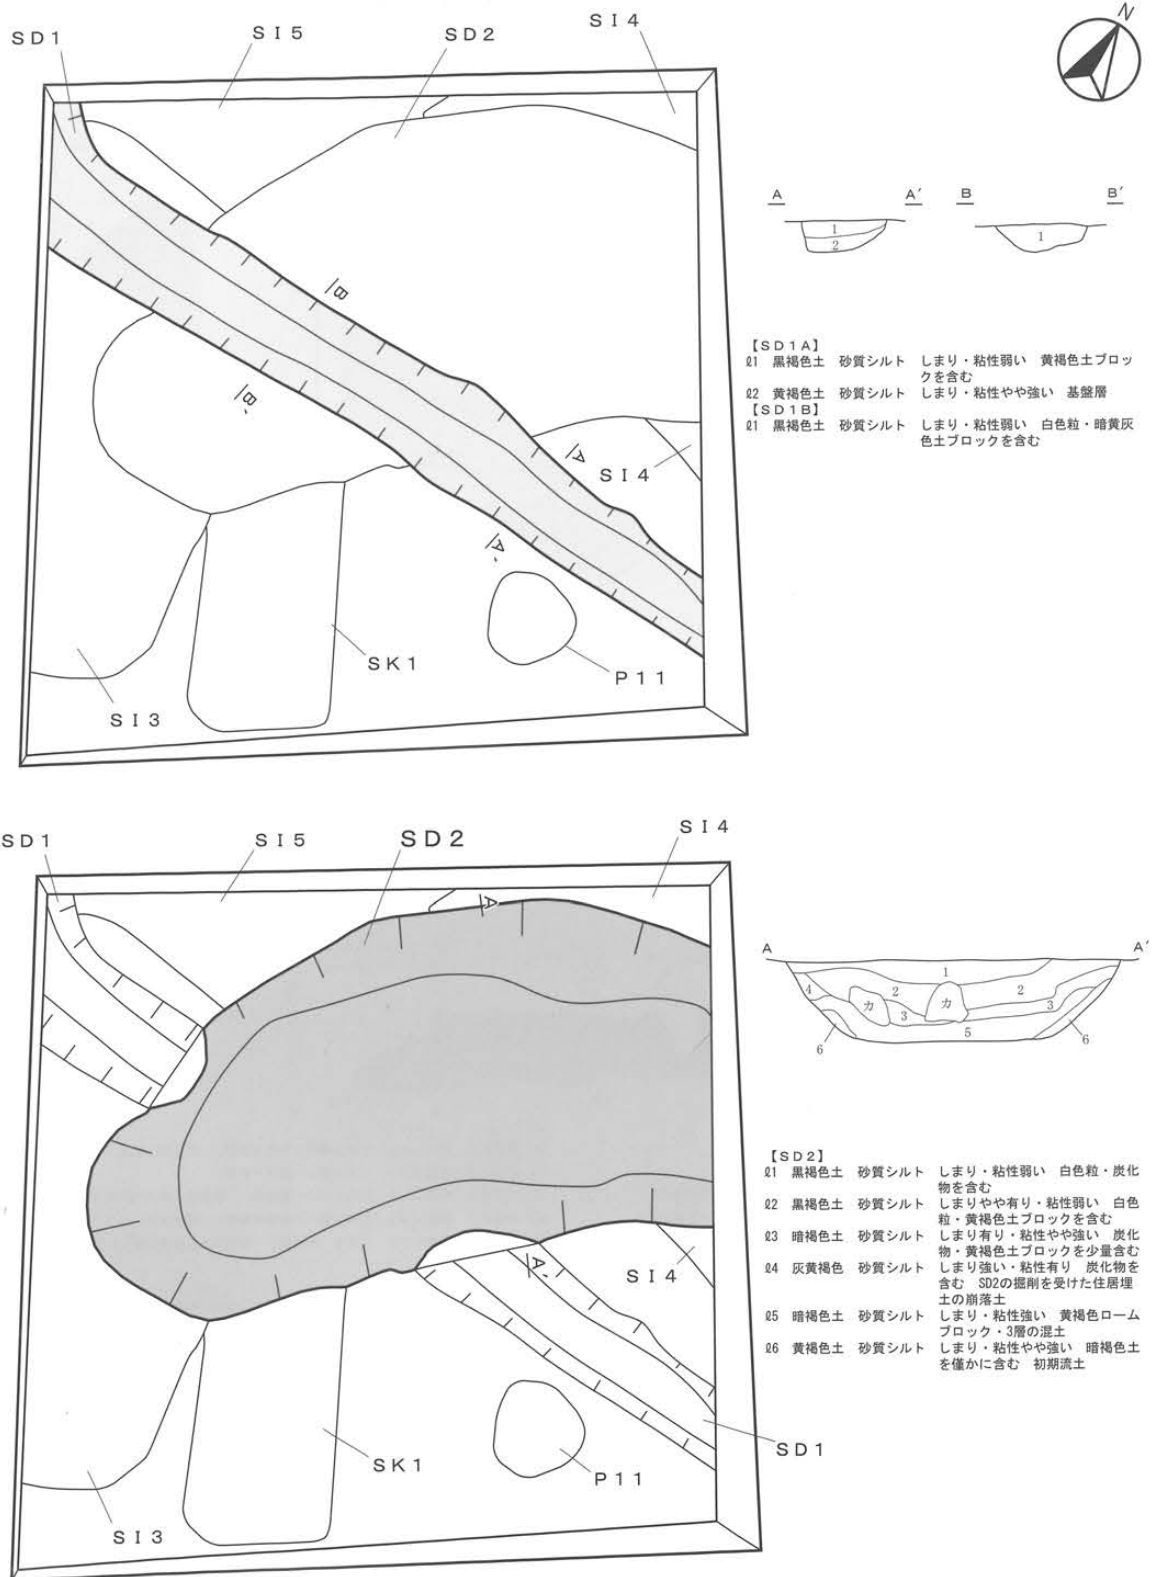 N
SD1
SI5
SD2
SI4
A
A′
B
B′
1
2
1
【SD1A】
ℓ1 黒褐色土 砂質シルト しまり・粘性弱い 黄褐色土ブロッ
クを含む
ℓ2 黄褐色土 砂質シルト しまり・粘性やや強い 基盤層
【SD1B】
ℓ1 黒褐色土 砂質シルト しまり・粘性弱い 白色粒・暗黄灰
色土ブロックを含む
B
B′
A
SI4
A′
SK1
P11
SI3
SD1
SI5
SD2
SI4
A
A
A′
1
2
2
3
3
4
5
6
6
カ
カ
【SD2】
ℓ1 黒褐色土 砂質シルト しまり・粘性弱い 白色粒・炭化
物を含む
ℓ2 黒褐色土 砂質シルト しまりやや有り・粘性弱い 白色
粒・黄褐色土ブロックを含む
ℓ3 暗褐色土 砂質シルト しまり有り・粘性やや強い 炭化
物・黄褐色土ブロックを少量含む
ℓ4 灰黄褐色 砂質シルト しまり強い・粘性有り 炭化物を
含む SD2の掘削を受けた住居埋
土の崩落土
ℓ5 暗褐色土 砂質シルト しまり・粘性強い 黄褐色ローム
ブロック・3層の混土
ℓ6 黄褐色土 砂質シルト しまり・粘性やや強い 暗褐色土
を僅かに含む 初期流土
A′
SI4
SD1
SK1
P11
SI3